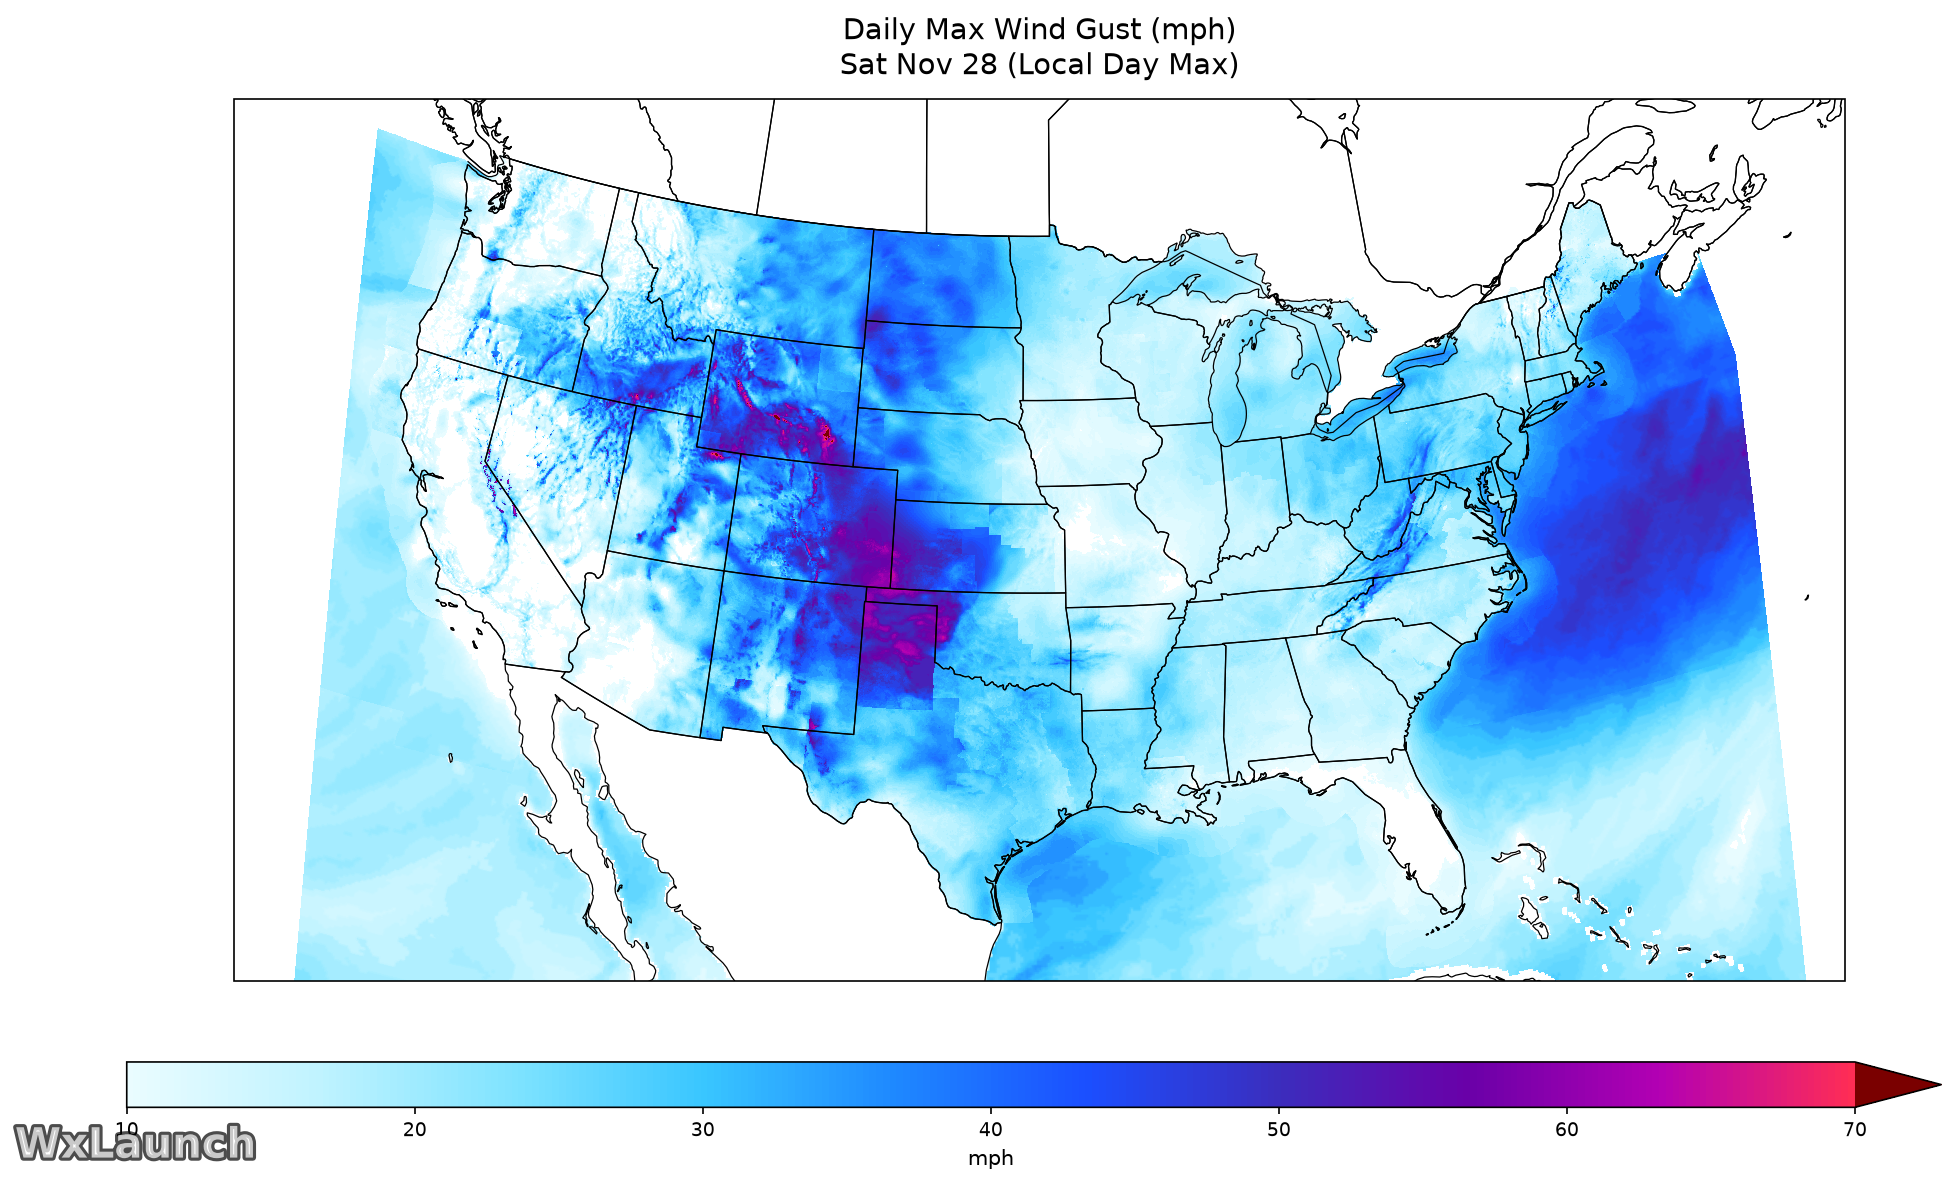 Daily Max Wind Gust (mph)
Sat Nov 28 (Local Day Max)
10 20 30 40 50 60 70
mph
WxLaunch